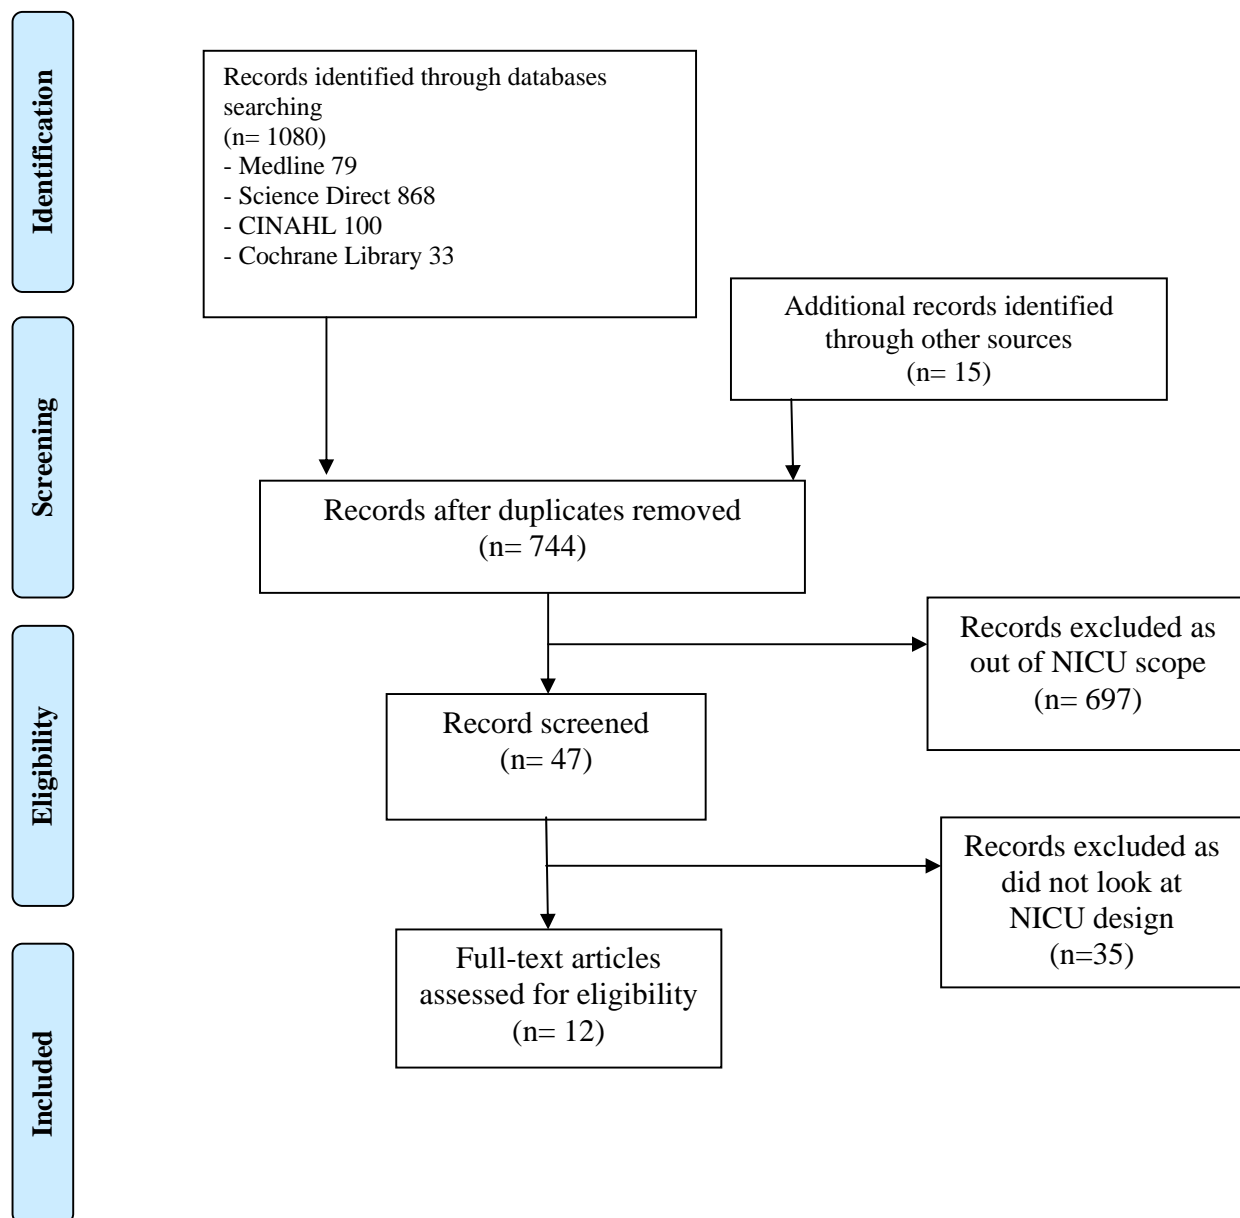 Identification
Records identified through databases
searching
(n= 1080)
- Medline 79
- Science Direct 868
- CINAHL 100
- Cochrane Library 33
Additional records identified
through other sources
(n= 15)
Screening
Records after duplicates removed
(n= 744)
Records excluded as
out of NICU scope
(n= 697)
Eligibility
Record screened
(n= 47)
Records excluded as
did not look at
NICU design
(n=35)
Included
Full-text articles
assessed for eligibility
(n= 12)